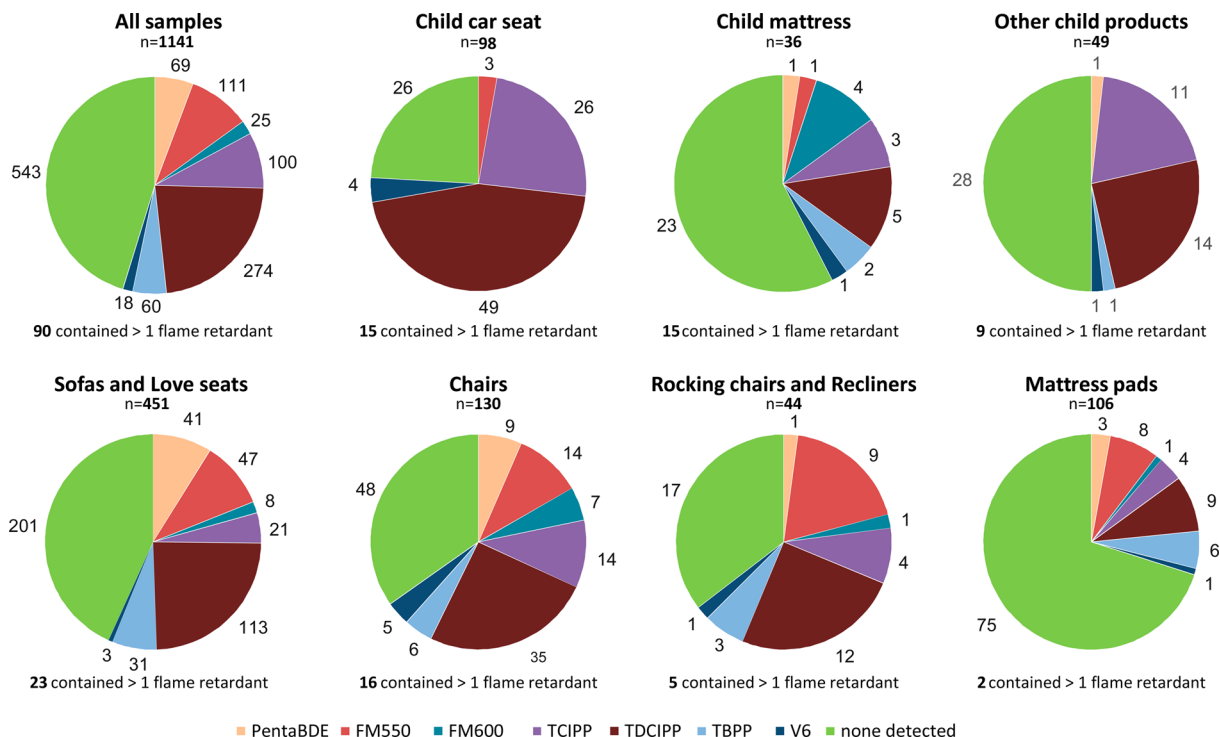 All samples
n=1141
69
111
25
100
274
60
18
543
90 contained > 1 flame retardant
Child car seat
n=98
3
26
49
4
26
15 contained > 1 flame retardant
Child mattress
n=36
1
1
4
3
5
2
1
23
15 contained > 1 flame retardant
Other child products
n=49
1
11
14
1
1
28
9 contained > 1 flame retardant
Sofas and Love seats
n=451
41
47
8
21
113
31
3
201
23 contained > 1 flame retardant
Chairs
n=130
9
14
7
14
35
6
5
48
16 contained > 1 flame retardant
Rocking chairs and Recliners
n=44
1
9
1
4
12
3
1
17
5 contained > 1 flame retardant
Mattress pads
n=106
3
8
1
4
9
6
1
75
2 contained > 1 flame retardant
PentaBDE FM550 FM600 TCIPP TDCIPP TBPP V6 none detected